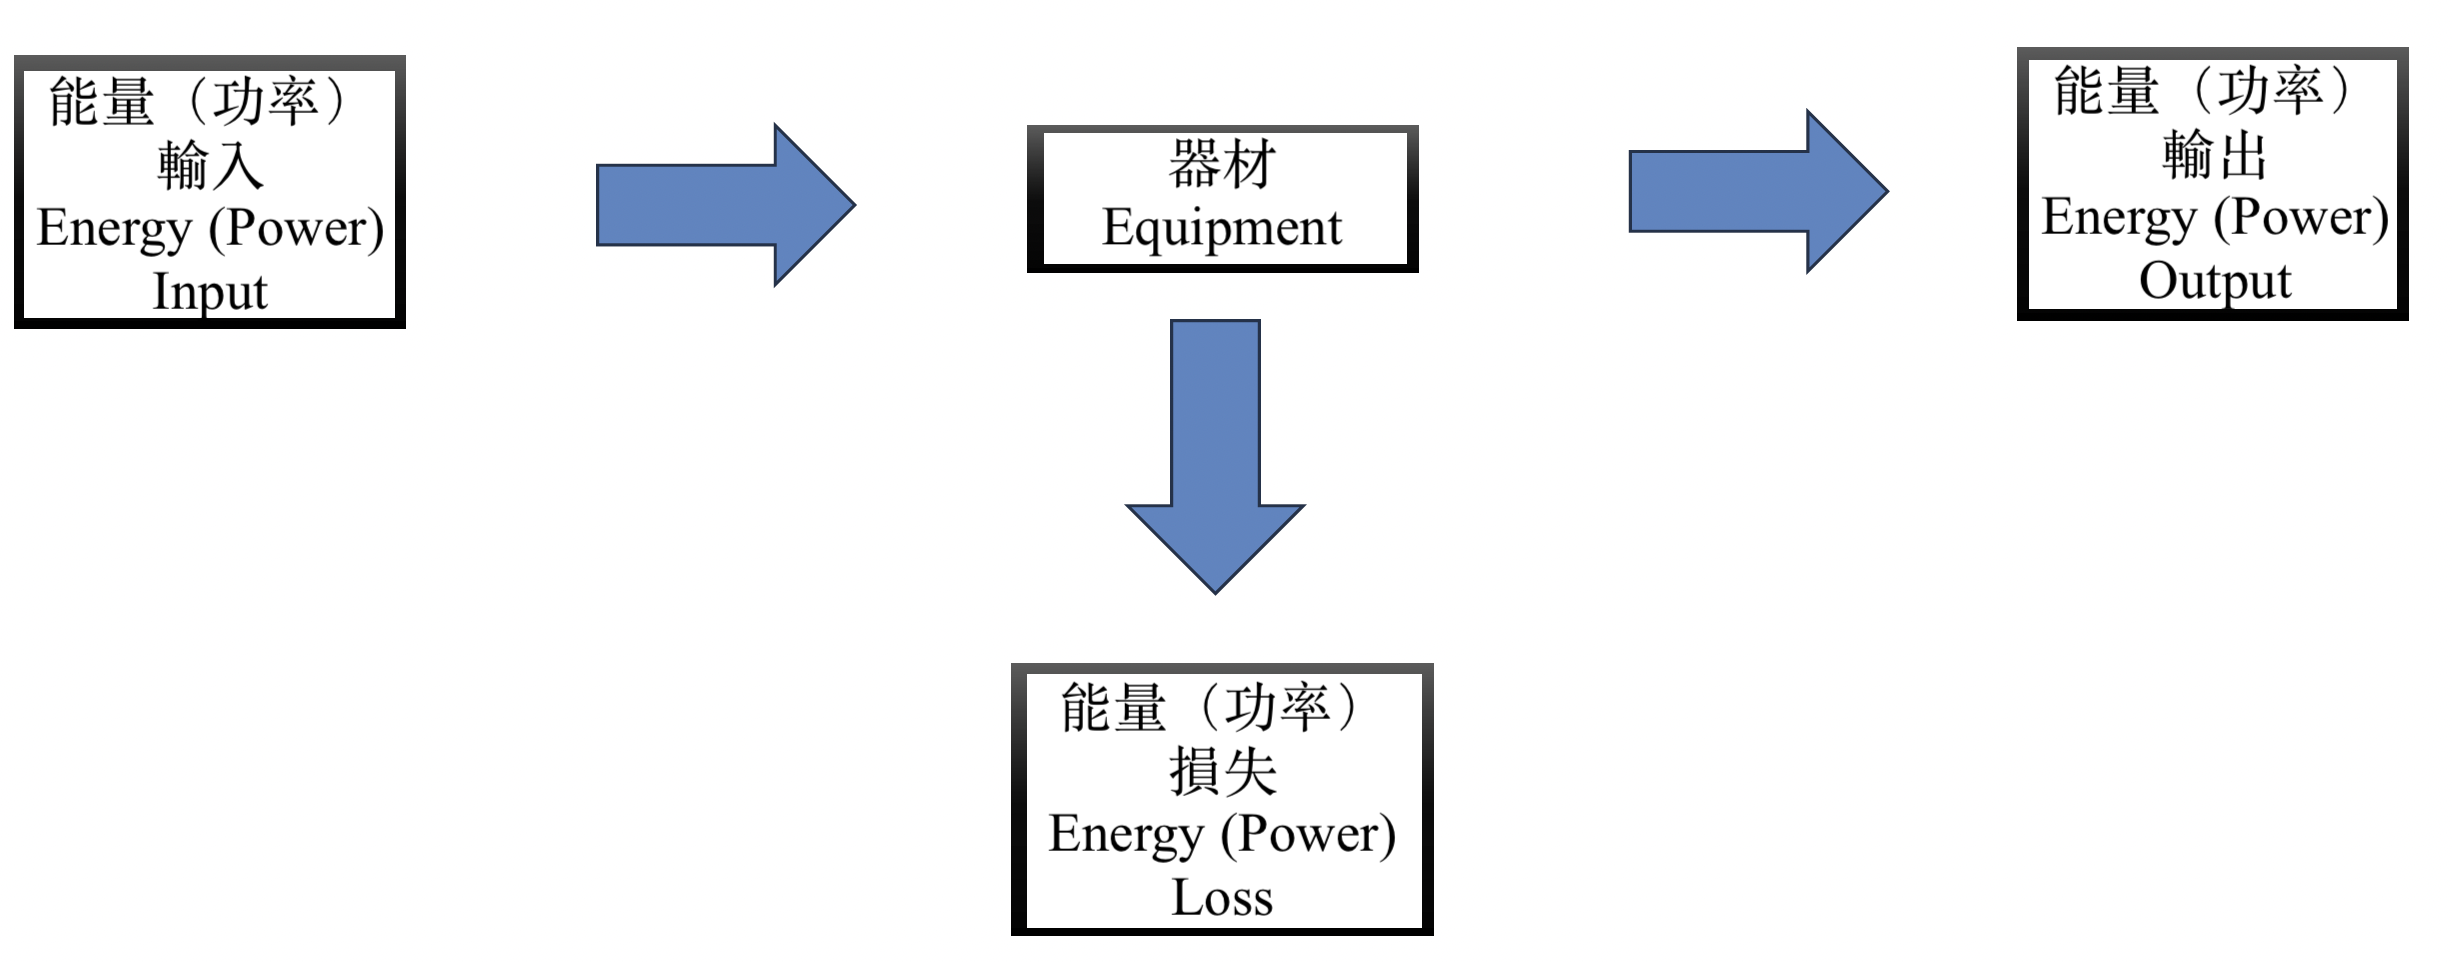 能量（功率）
輸入
Energy (Power)
Input
器材
Equipment
能量（功率）
輸出
Energy (Power)
Output
能量（功率）
損失
Energy (Power)
Loss